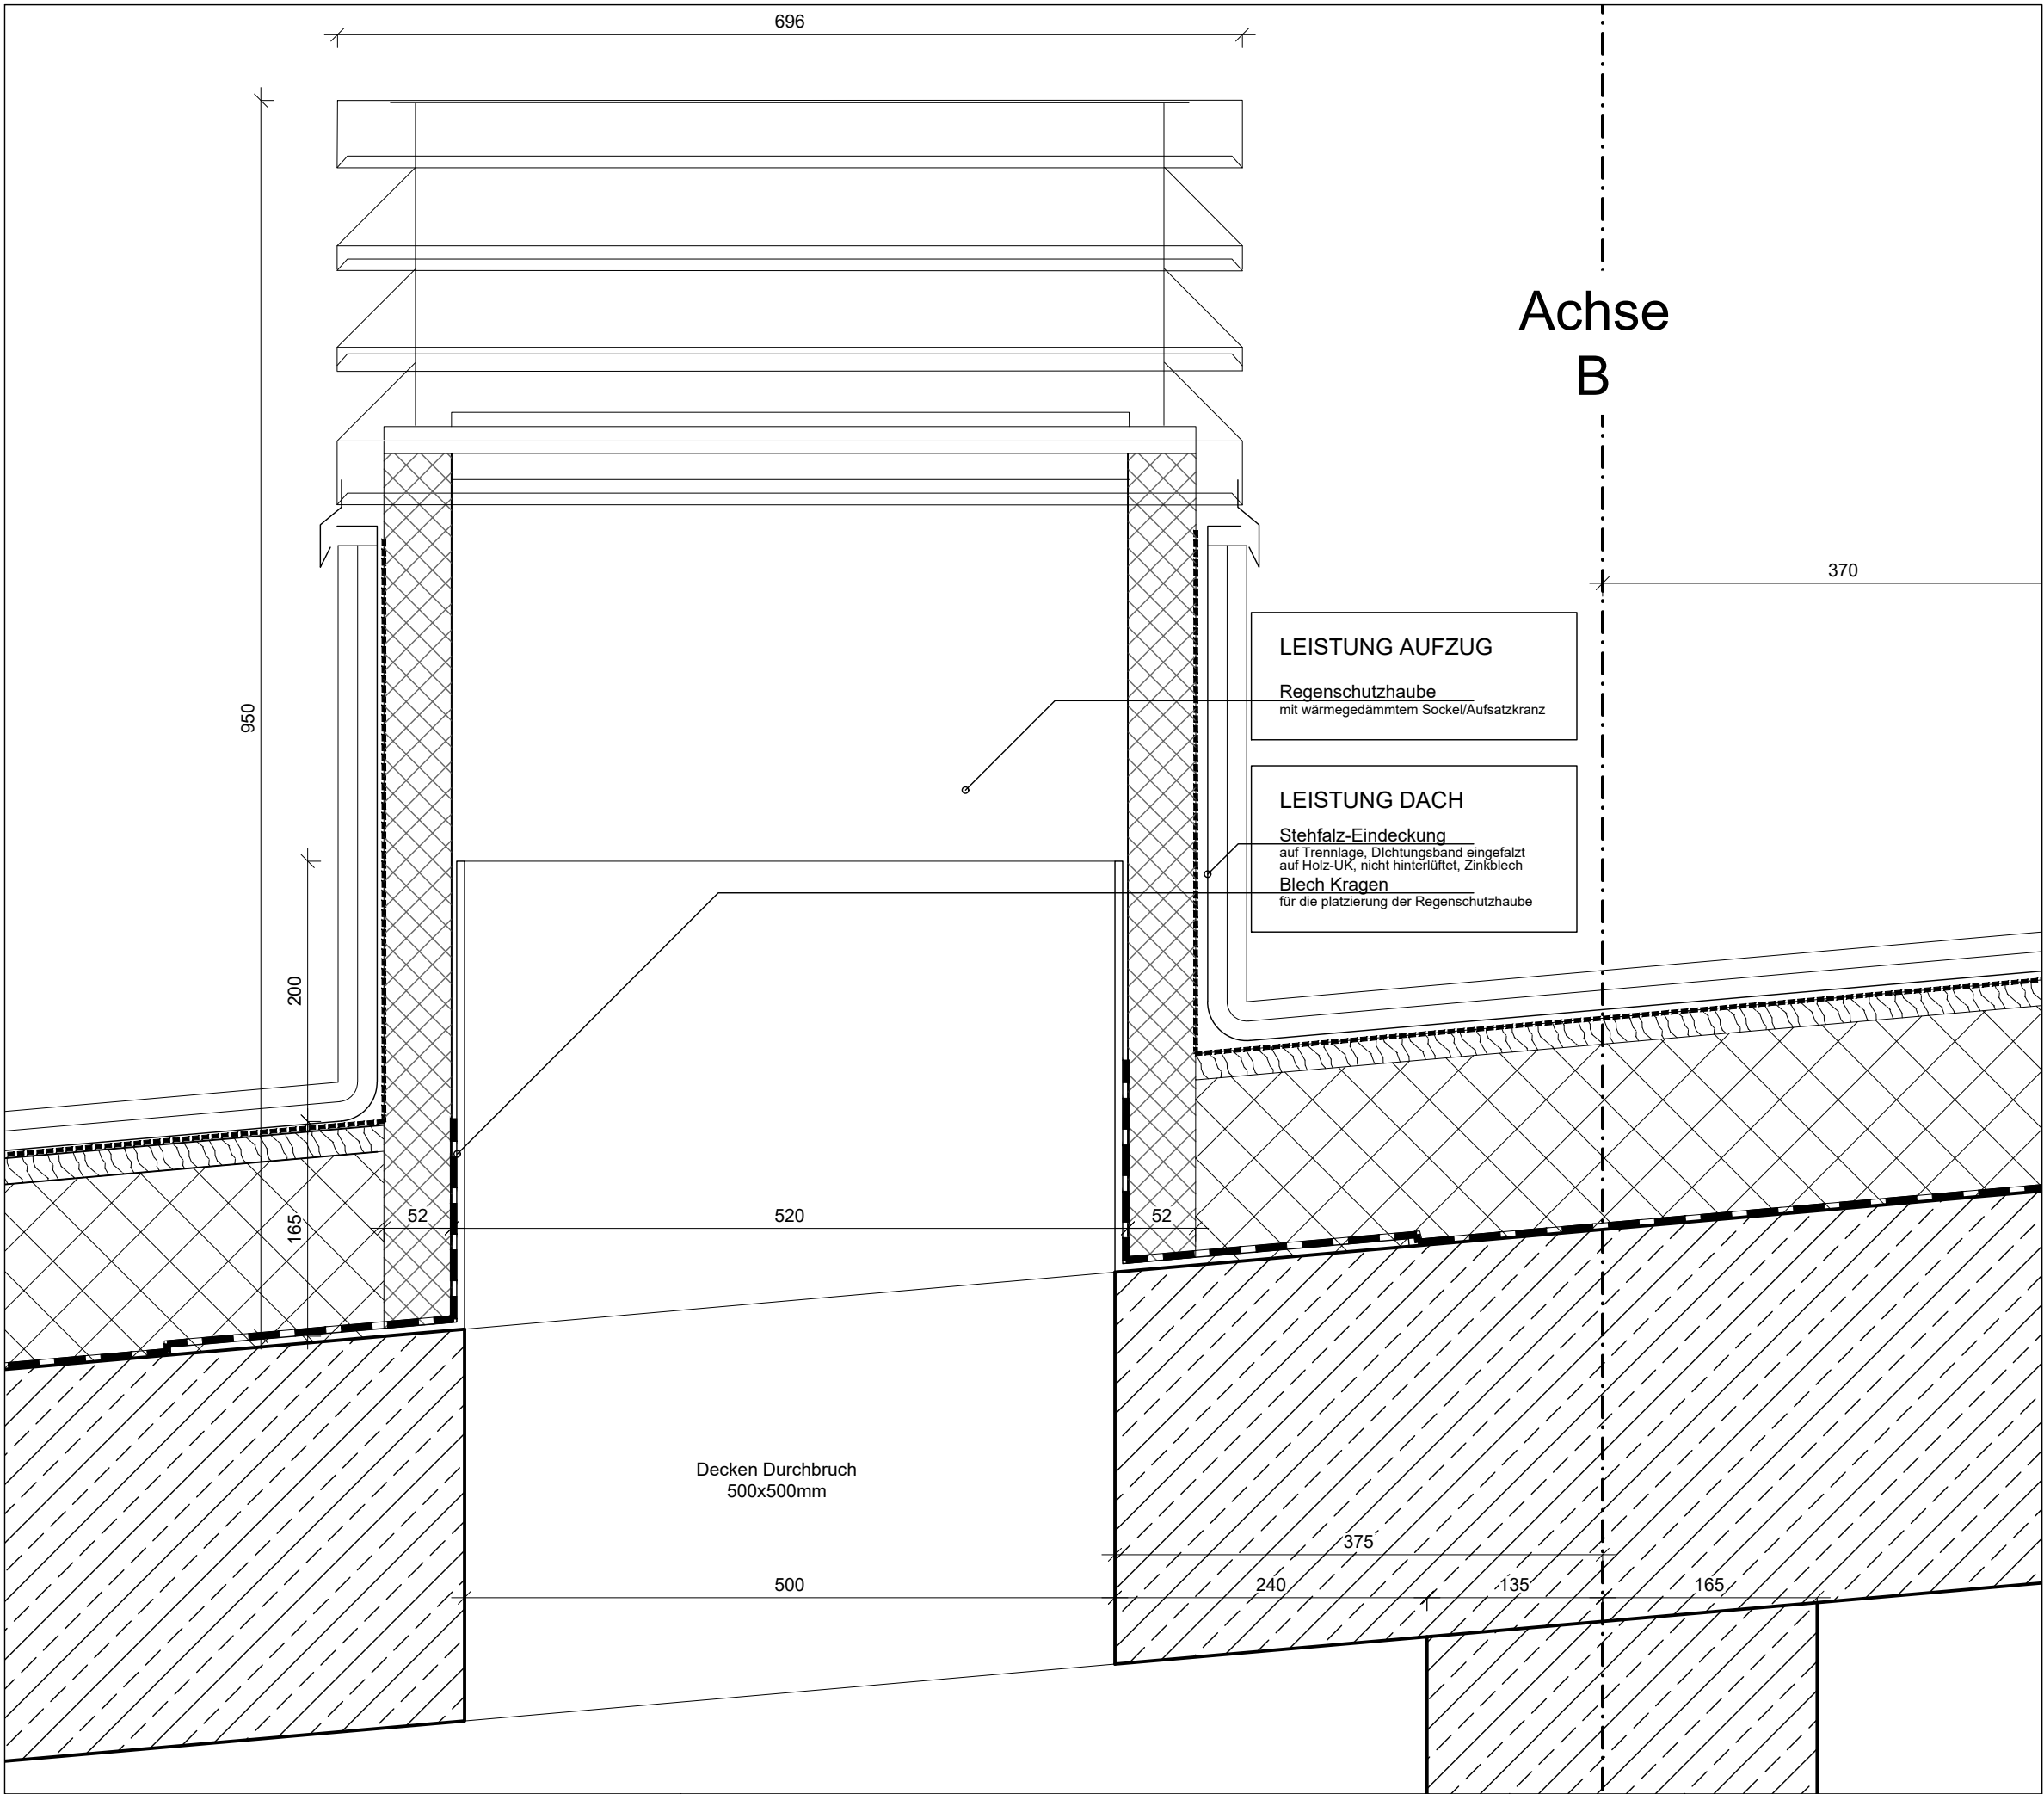 696
Achse
B
370
LEISTUNG AUFZUG
Regenschutzhaube
mit wärmegedämmtem Sockel/Aufsatzkranz
950
LEISTUNG DACH
Stehfalz-Eindeckung
auf Trennlage, DIchtungsband eingefalzt
auf Holz-UK, nicht hinterlüftet, Zinkblech
Blech Kragen
für die platzierung der Regenschutzhaube
200
165
52
520
52
Decken Durchbruch
500x500mm
375
500
240
135
165